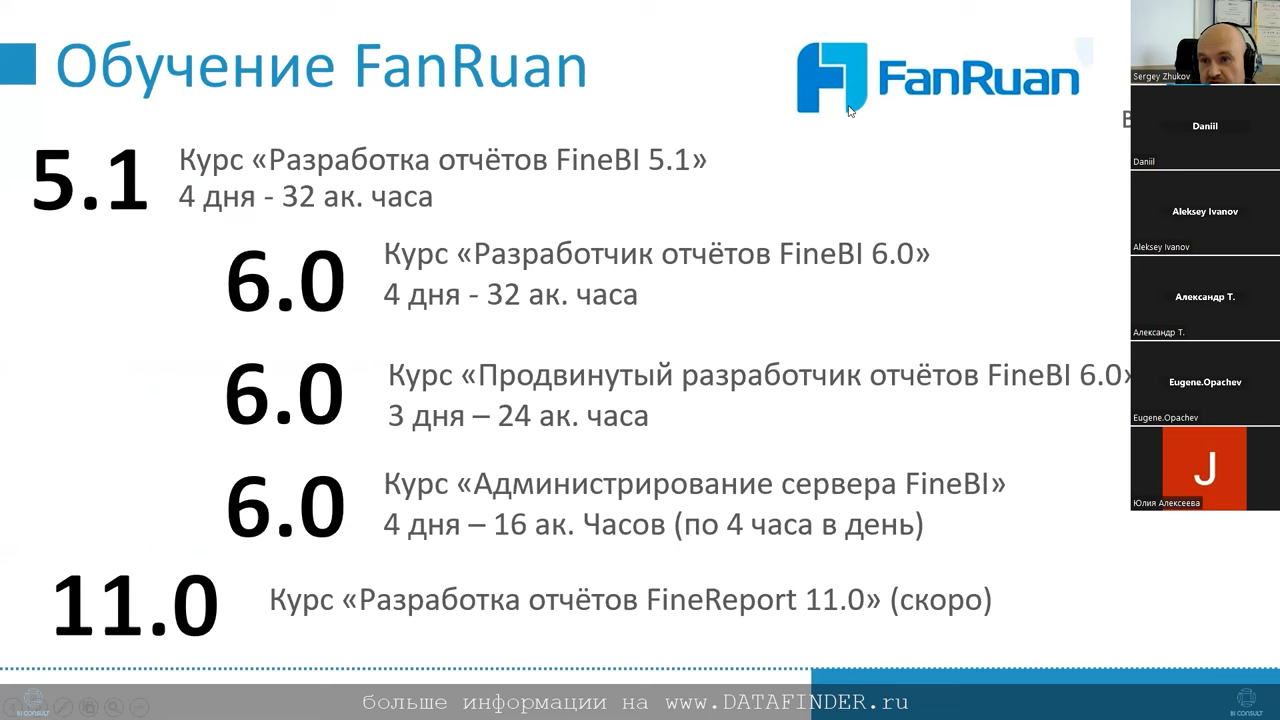 Обучение FanRuan
FanRuan
5.1
Курс «Разработка отчётов FineBI 5.1»
4 дня - 32 ак. часа
6.0
Курс «Разработчик отчётов FineBI 6.0»
4 дня - 32 ак. часа
6.0
Курс «Продвинутый разработчик отчётов FineBI 6.0»
3 дня – 24 ак. часа
6.0
Курс «Администрирование сервера FineBI»
4 дня – 16 ак. Часов (по 4 часа в день)
11.0
Курс «Разработка отчётов FineReport 11.0» (скоро)
больше информации на www.DATAFINDER.ru
BI CONSULT
BI CONSULT
Sergey Zhukov
Daniil
Daniil
Aleksey Ivanov
Aleksey Ivanov
Александр Т.
Александр Т.
Eugene.Opachev
Eugene.Opachev
J
Юлия Алексеева